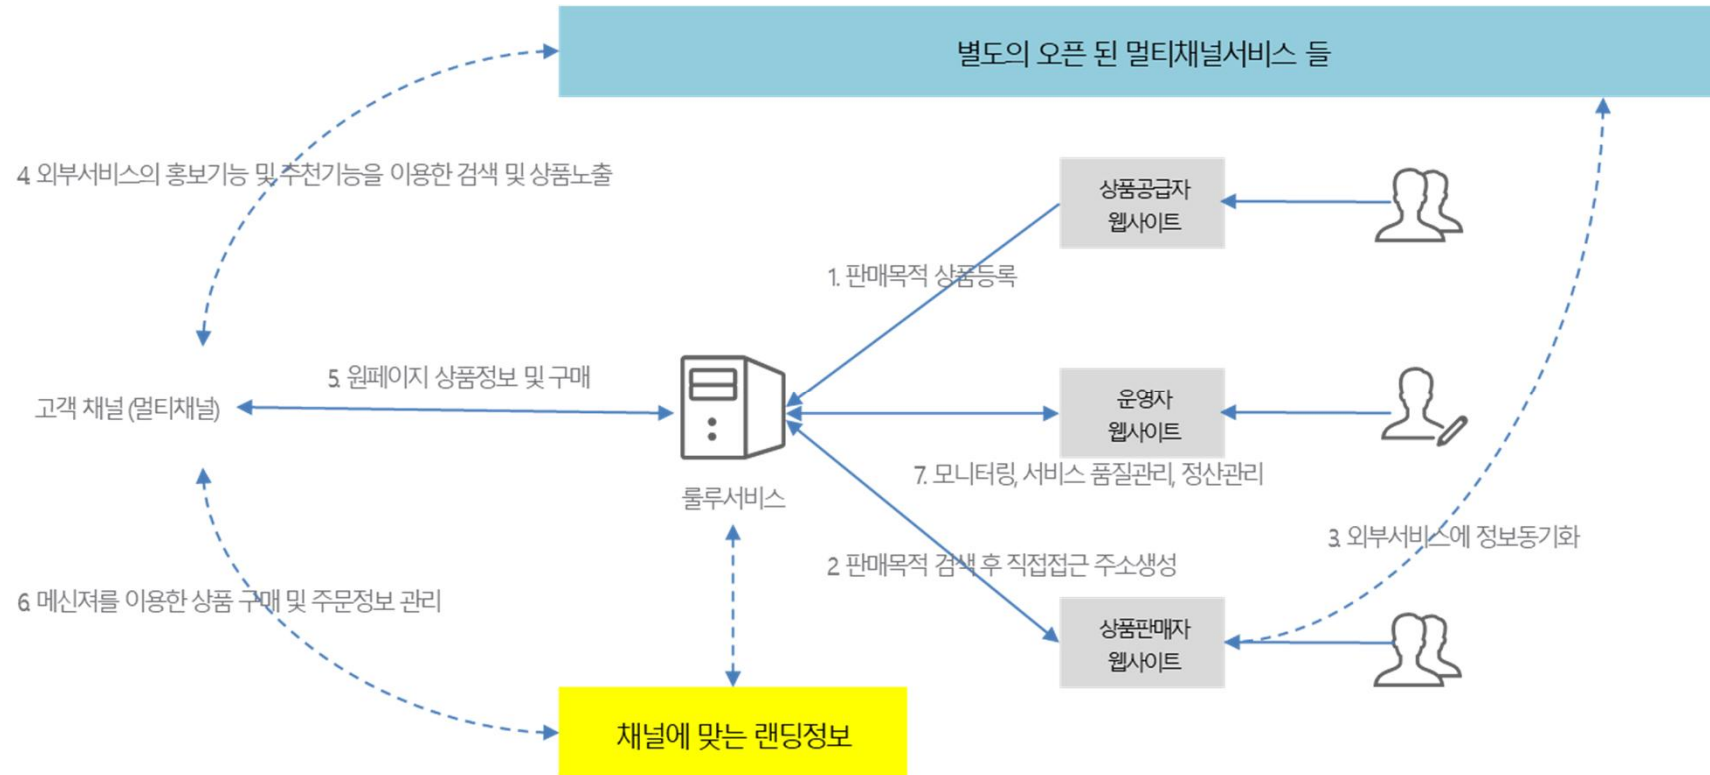 별도의 오픈 된 멀티채널서비스 들
4. 외부서비스의 홍보기능 및 추천기능을 이용한 검색 및 상품노출
상품공급자
웹사이트
1. 판매목적 상품등록
5. 원페이지 상품정보 및 구매
고객 채널 (멀티채널)
운영자
웹사이트
7. 모니터링, 서비스 품질관리, 정산관리
룰루서비스
3. 외부서비스에 정보동기화
2. 판매목적 검색 후 직접접근 주소생성
6. 메신져를 이용한 상품 구매 및 주문정보 관리
상품판매자
웹사이트
채널에 맞는 랜딩정보